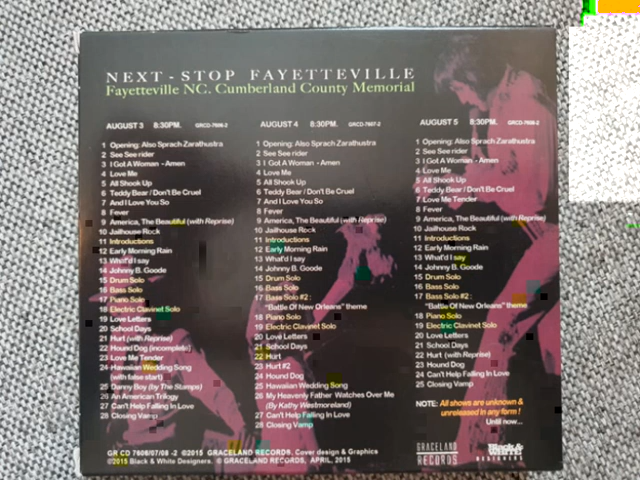 NEXT-STOP FAYETTEVILLE
Fayetteville NC. Cumberland County Memorial
AUGUST 3 8:30PM. GRCD-7606-2
1 Opening: Also Sprach Zarathustra
2 See See rider
3 I Got A Woman - Amen
4 Love Me
5 All Shook Up
6 Teddy Bear / Don't Be Cruel
7 And I Love You So
8 Fever
9 America, The Beautiful (with Reprise)
10 Jailhouse Rock
11 Introductions
12 Early Morning Rain
13 What'd I say
14 Johnny B. Goode
15 Drum Solo
16 Bass Solo
17 Piano Solo
18 Electric Clavinet Solo
19 Love Letters
20 School Days
21 Hurt (with Reprise)
22 Hound Dog (incomplete)
23 Love Me Tender
24 Hawaiian Wedding Song
(with false start)
25 Danny Boy (by The Stamps)
26 An American Trilogy
27 Can't Help Falling In Love
28 Closing Vamp
AUGUST 4 8:30PM. GRCD-7607-2
1 Opening: Also Sprach Zarathustra
2 See See rider
3 I Got A Woman - Amen
4 Love Me
5 All Shook Up
6 Teddy Bear / Don't Be Cruel
7 And I Love You So
8 Fever
9 America, The Beautiful (with Reprise)
10 Jailhouse Rock
11 Introductions
12 Early Morning Rain
13 What'd I say
14 Johnny B. Goode
15 Drum Solo
16 Bass Solo
17 Bass Solo #2 :
"Battle Of New Orleans" theme
18 Piano Solo
19 Electric Clavinet Solo
20 Love Letters
21 School Days
22 Hurt
23 Hurt #2
24 Hound Dog
25 Hawaiian Wedding Song
26 My Heavenly Father Watches Over Me
(By Kathy Westmoreland)
27 Can't Help Falling In Love
28 Closing Vamp
AUGUST 5 8:30PM. GRCD-7608-2
1 Opening: Also Sprach Zarathustra
2 See See rider
3 I Got A Woman - Amen
4 Love Me
5 All Shook Up
6 Teddy Bear / Don't Be Cruel
7 Love Me Tender
8 Fever
9 America, The Beautiful (with Reprise)
10 Jailhouse Rock
11 Introductions
12 Early Morning Rain
13 What'd I say
14 Johnny B. Goode
15 Drum Solo
16 Bass Solo
17 Bass Solo #2 :
"Battle Of New Orleans" theme
18 Piano Solo
19 Electric Clavinet Solo
20 Love Letters
21 School Days
22 Hurt (with Reprise)
23 Hound Dog
24 Can't Help Falling In Love
25 Closing Vamp
NOTE: All shows are unknown &
unreleased in any form !
Until now...
GR CD 7606/07/08 -2 ©2015 GRACELAND RECORDS. Cover design & Graphics
©2015 Black & White Designers. © GRACELAND RECORDS, APRIL, 2015
GRACELAND
RECORDS
Black &
WHITE
DESIGNERS